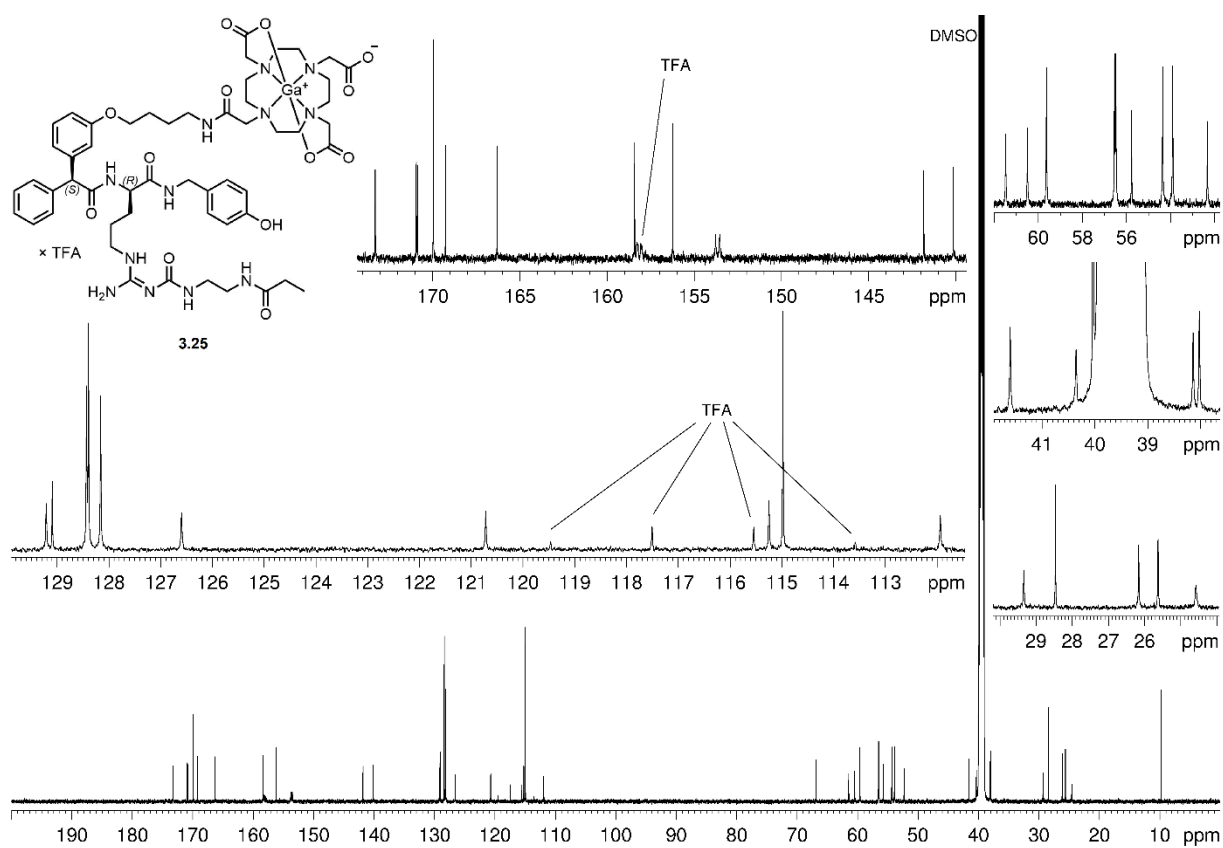 DMSO
O
O
O⁻
N
N
O
Ga⁺
O
O
N
H
N
N
O
O
(S)
H
N
O
(R)
O
N
H
OH
× TFA
NH
O
H
N
H₂N
N
N
H
O
3.25
TFA
170 165 160 155 150 145 ppm
60 58 56 ppm
41 40 39 ppm
TFA
129 128 127 126 125 124 123 122 121 120 119 118 117 116 115 114 113 ppm
29 28 27 26 ppm
190 180 170 160 150 140 130 120 110 100 90 80 70 60 50 40 30 20 10 ppm